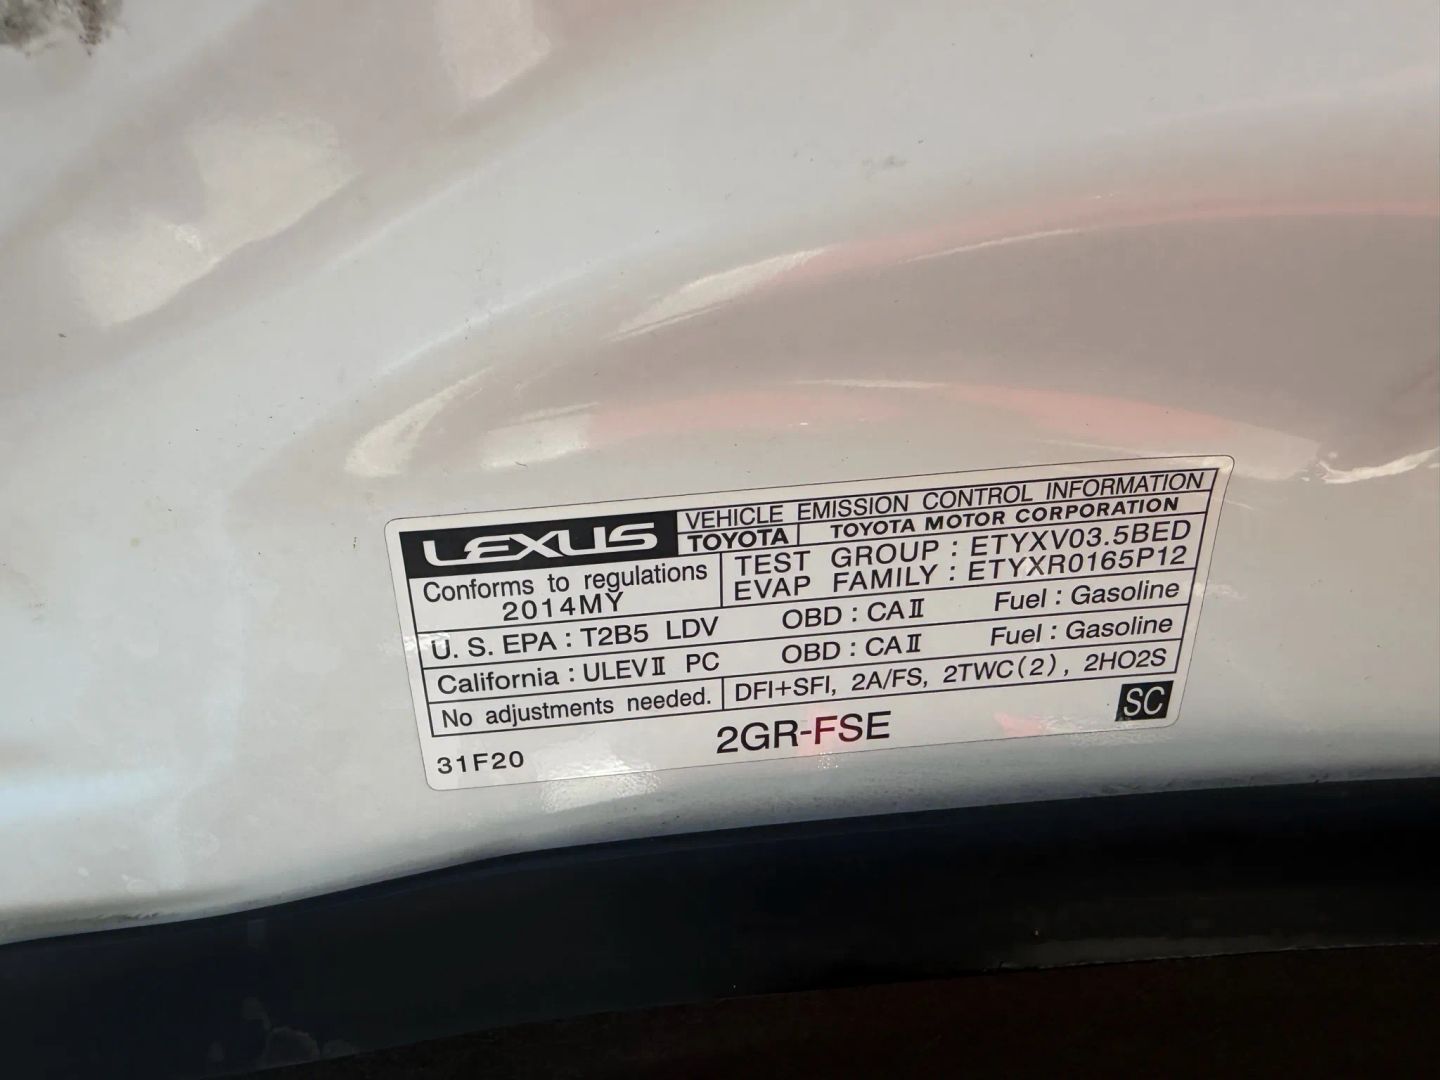 LEXUS
VEHICLE EMISSION CONTROL INFORMATION
TOYOTA TOYOTA MOTOR CORPORATION
Conforms to regulations
2014MY
TEST GROUP : ETYXV03.5BED
EVAP FAMILY : ETYXR0165P12
U. S. EPA : T2B5 LDV OBD : CAⅡ Fuel : Gasoline
California : ULEVⅡ PC OBD : CAⅡ Fuel : Gasoline
No adjustments needed. DFI+SFI, 2A/FS, 2TWC(2), 2HO2S
31F20 2GR-FSE SC